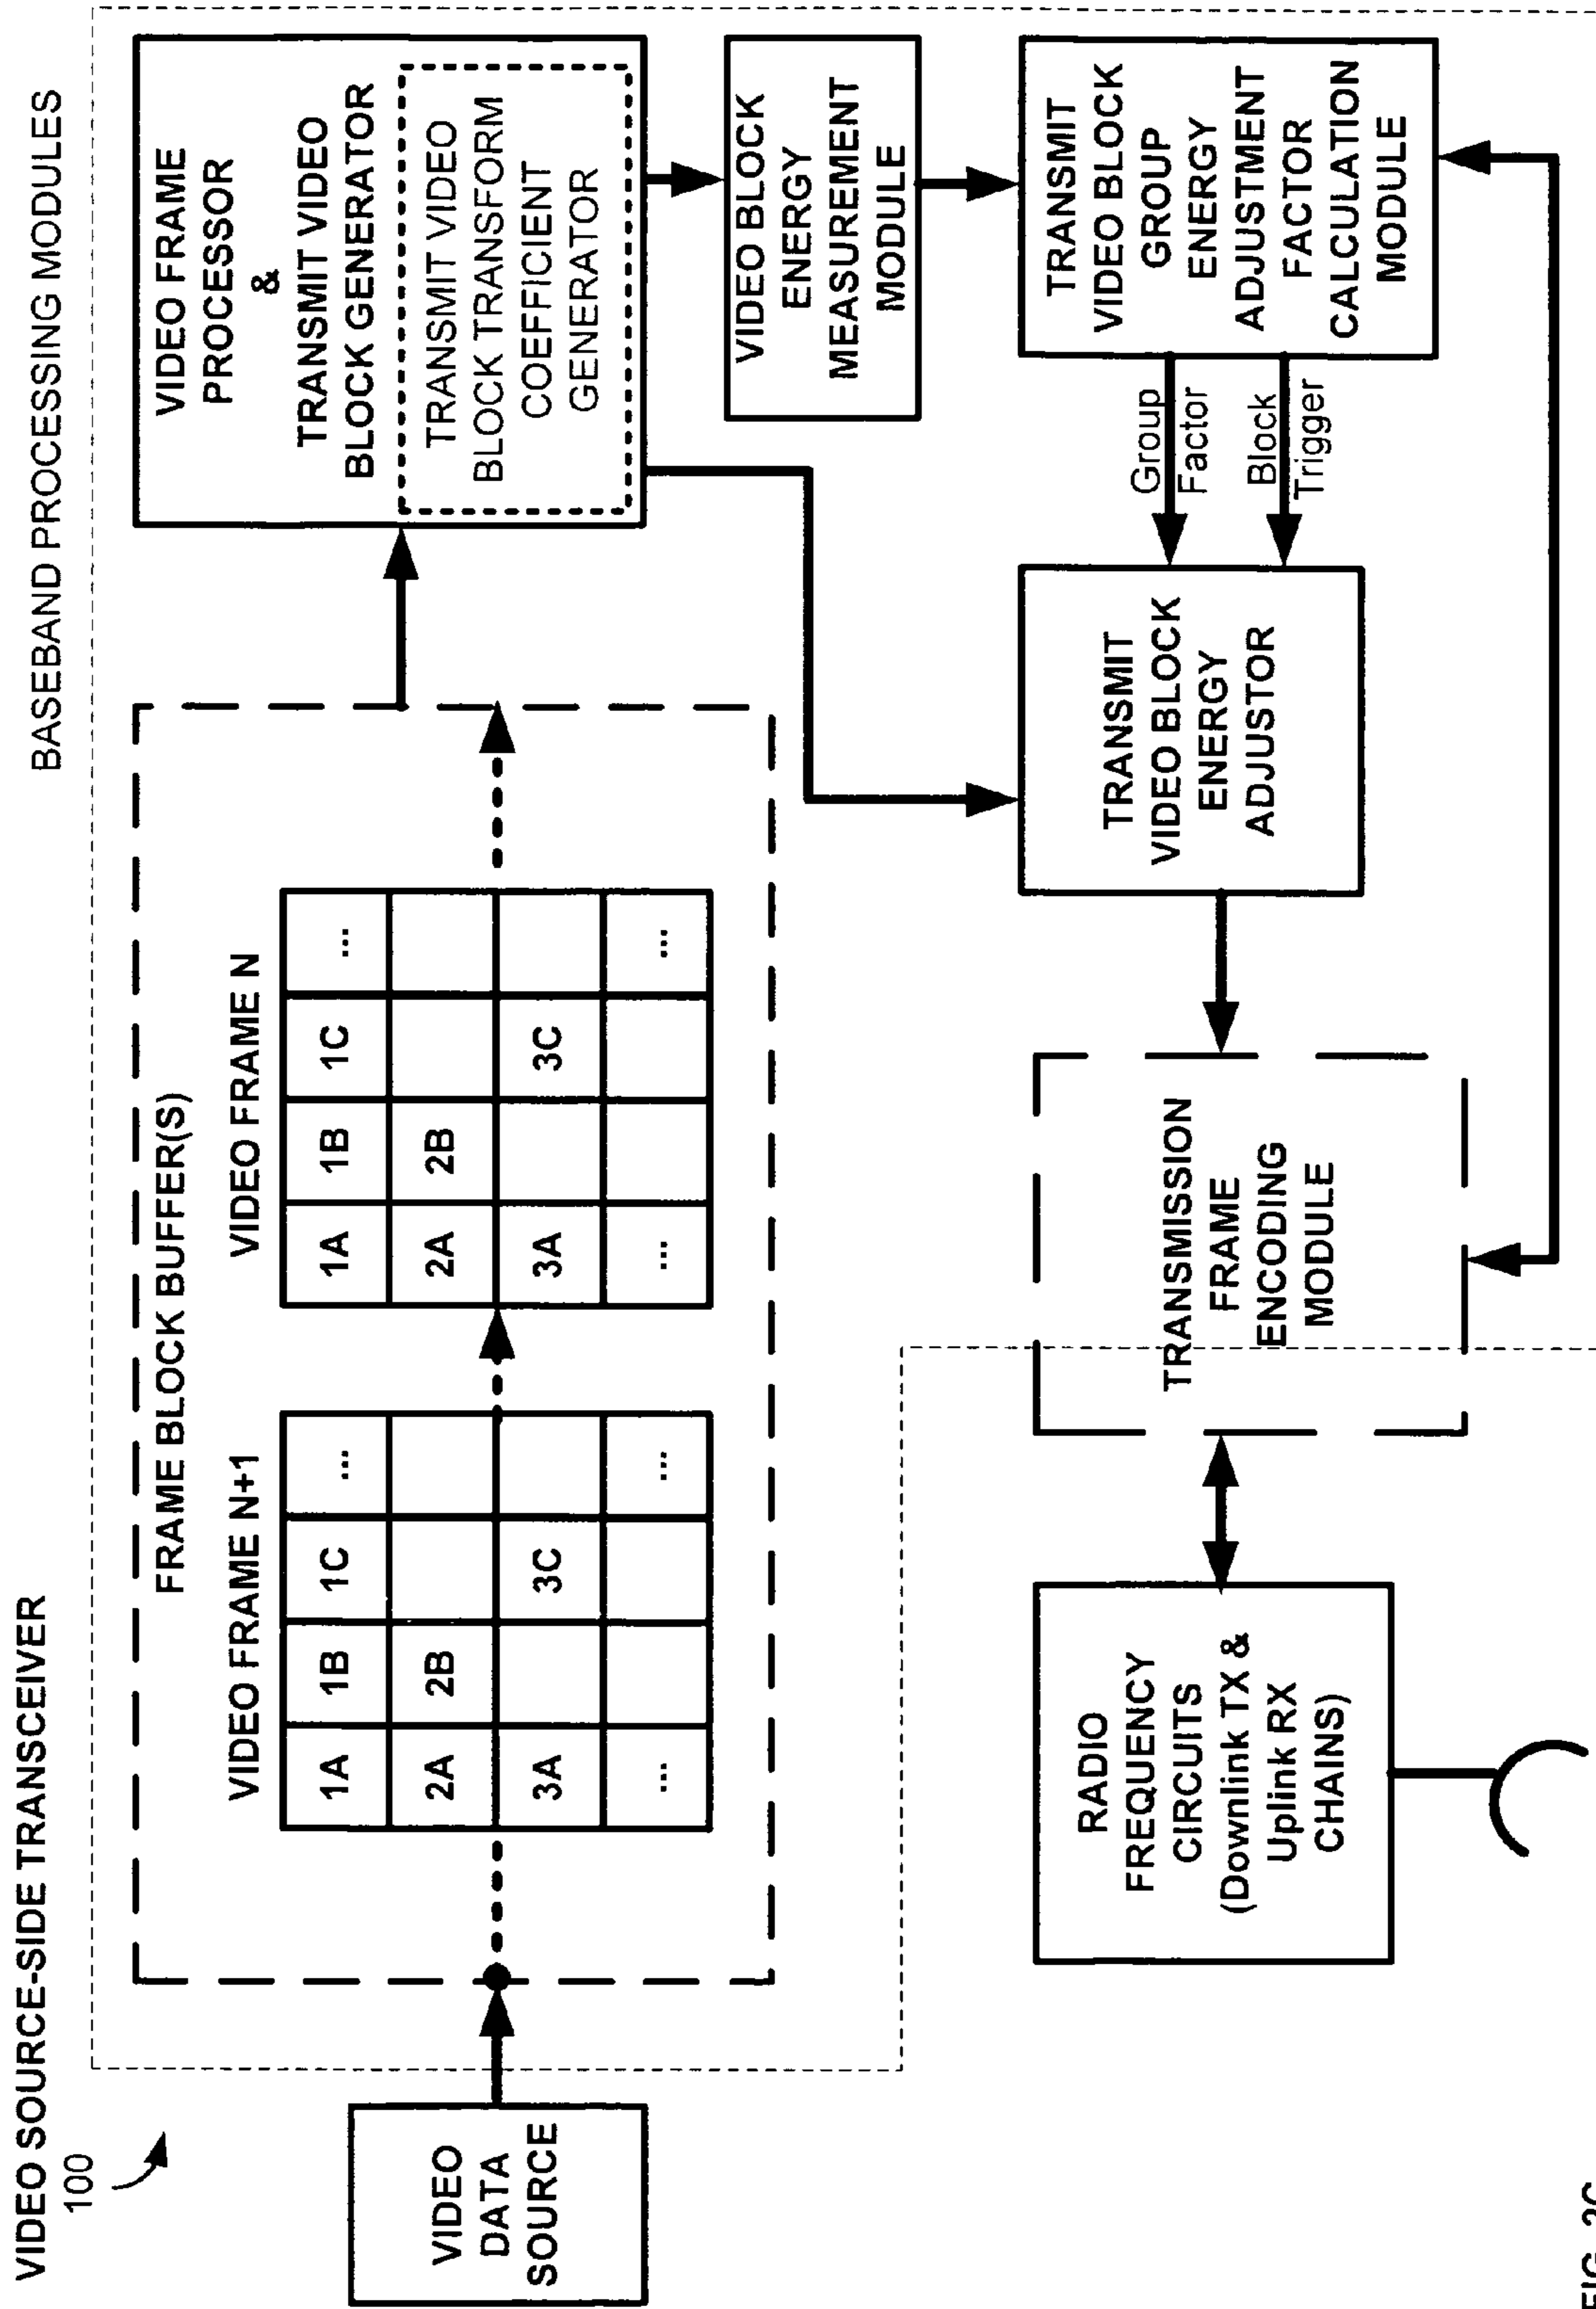 VIDEO SOURCE-SIDE TRANSCEIVER
100
BASEBAND PROCESSING MODULES
VIDEO
DATA
SOURCE
FRAME BLOCK BUFFER(S)
VIDEO FRAME N+1
1A 1B 1C ...
2A 2B
3A 3C
... ...
VIDEO FRAME N
1A 1B 1C ...
2A 2B
3A 3C
... ...
VIDEO FRAME
PROCESSOR
&
TRANSMIT VIDEO
BLOCK GENERATOR
TRANSMIT VIDEO
BLOCK TRANSFORM
COEFFICIENT
GENERATOR
VIDEO BLOCK
ENERGY
MEASUREMENT
MODULE
TRANSMIT
VIDEO BLOCK
GROUP
ENERGY
ADJUSTMENT
FACTOR
CALCULATION
MODULE
Group
Factor
Block
Trigger
TRANSMIT
VIDEO BLOCK
ENERGY
ADJUSTOR
TRANSMISSION
FRAME
ENCODING
MODULE
RADIO
FREQUENCY
CIRCUITS
(Downlink TX &
Uplink RX
CHAINS)